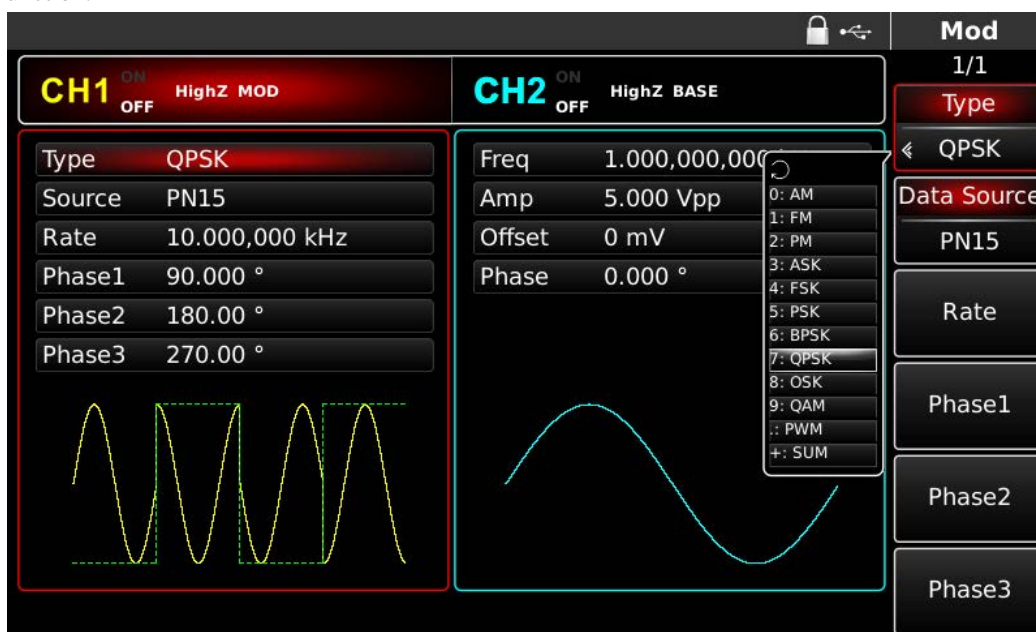 Mod
1/1
CH1 ON OFF HighZ MOD
CH2 ON OFF HighZ BASE
Type
QPSK
Data Source
PN15
Rate
Phase1
Phase2
Phase3
Type QPSK
Source PN15
Rate 10.000,000 kHz
Phase1 90.000 °
Phase2 180.00 °
Phase3 270.00 °
Freq 1.000,000,000
Amp 5.000 Vpp
Offset 0 mV
Phase 0.000 °
0: AM
1: FM
2: PM
3: ASK
4: FSK
5: PSK
6: BPSK
7: QPSK
8: OSK
9: QAM
.: PWM
+: SUM